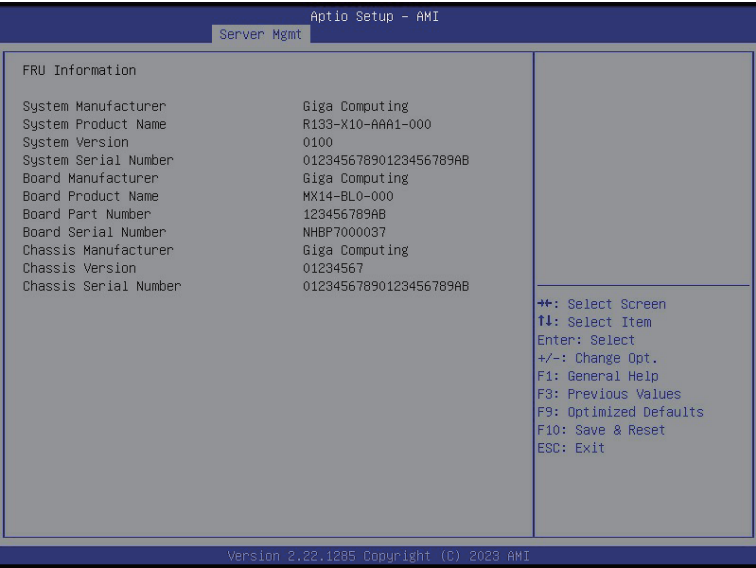 Aptio Setup – AMI
Server Mgmt
FRU Information
System Manufacturer Giga Computing
System Product Name R133-X10-AAA1-000
System Version 0100
System Serial Number 01234567890123456789AB
Board Manufacturer Giga Computing
Board Product Name MX14-BL0-000
Board Part Number 123456789AB
Board Serial Number NHBP7000037
Chassis Manufacturer Giga Computing
Chassis Version 01234567
Chassis Serial Number 01234567890123456789AB
→←: Select Screen
↑↓: Select Item
Enter: Select
+/-: Change Opt.
F1: General Help
F3: Previous Values
F9: Optimized Defaults
F10: Save & Reset
ESC: Exit
Version 2.22.1285 Copyright (C) 2023 AMI